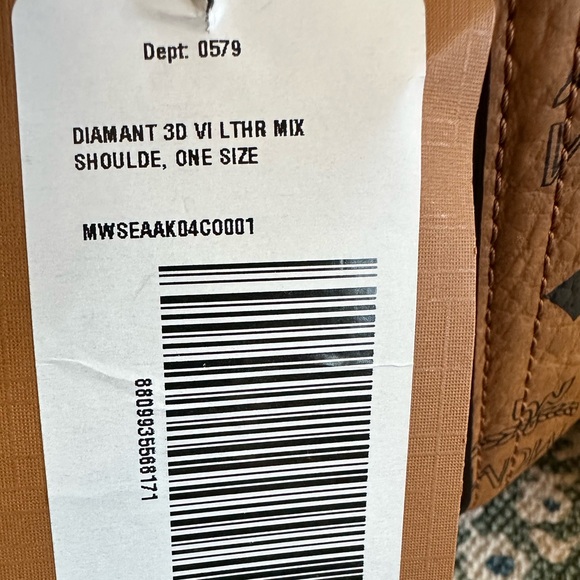 Dept: 0579
DIAMANT 3D VI LTHR MIX
SHOULDE, ONE SIZE
MWSEAAK04CO001
8809935568171